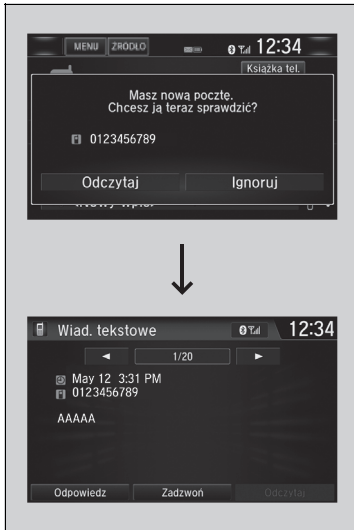 MENU ŹRÓDŁO 12:34
Książka tel.
Masz nową pocztę.
Chcesz ją teraz sprawdzić?
0123456789
Odczytaj Ignoruj
Wiad. tekstowe 12:34
1/20
May 12 3:31 PM
0123456789
AAAAA
Odpowiedz Zadzwoń Odczytaj